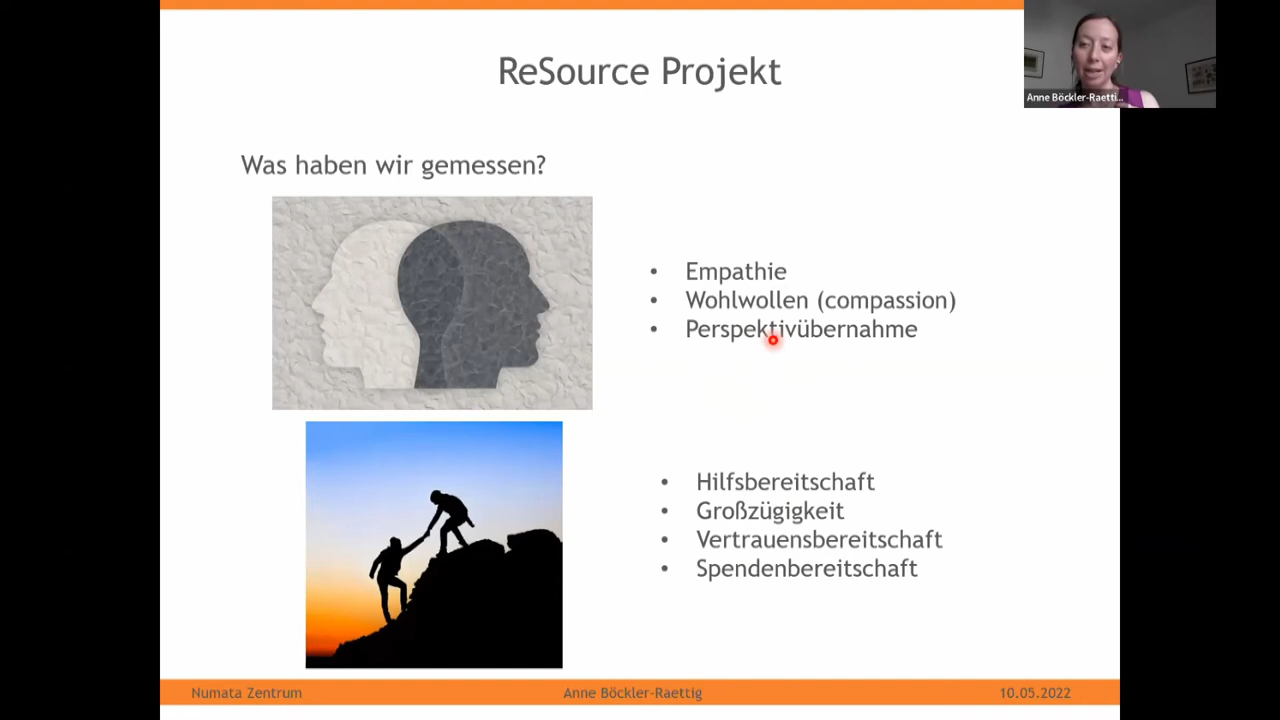 ReSource Projekt
Anne Böckler-Raetti...
Was haben wir gemessen?
• Empathie
• Wohlwollen (compassion)
• Perspektivübernahme
• Hilfsbereitschaft
• Großzügigkeit
• Vertrauensbereitschaft
• Spendenbereitschaft
Numata Zentrum
Anne Böckler-Raettig
10.05.2022